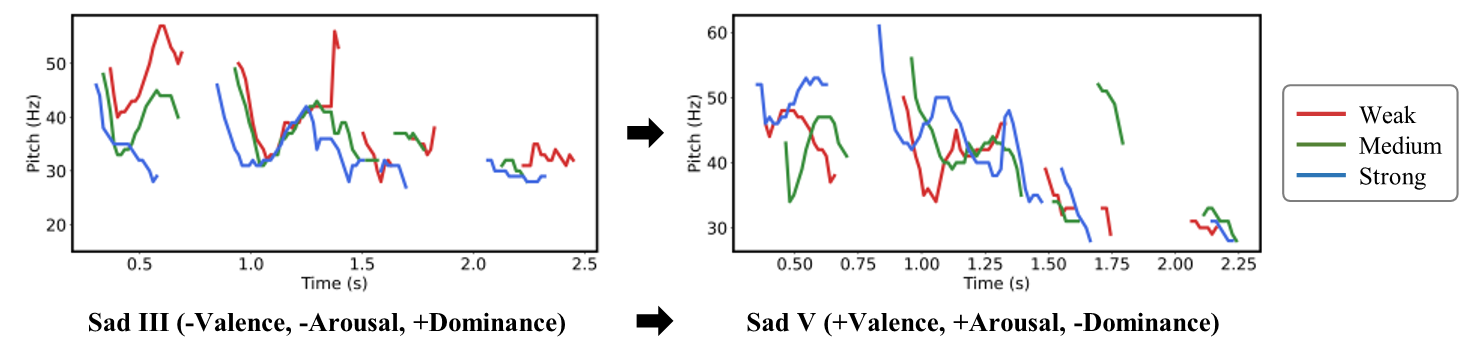 50
40
30
20
Pitch (Hz)
0.5 1.0 1.5 2.0 2.5
Time (s)
60
50
40
30
Pitch (Hz)
0.50 0.75 1.00 1.25 1.50 1.75 2.00 2.25
Time (s)
Weak
Medium
Strong
Sad III (-Valence, -Arousal, +Dominance)
Sad V (+Valence, +Arousal, -Dominance)